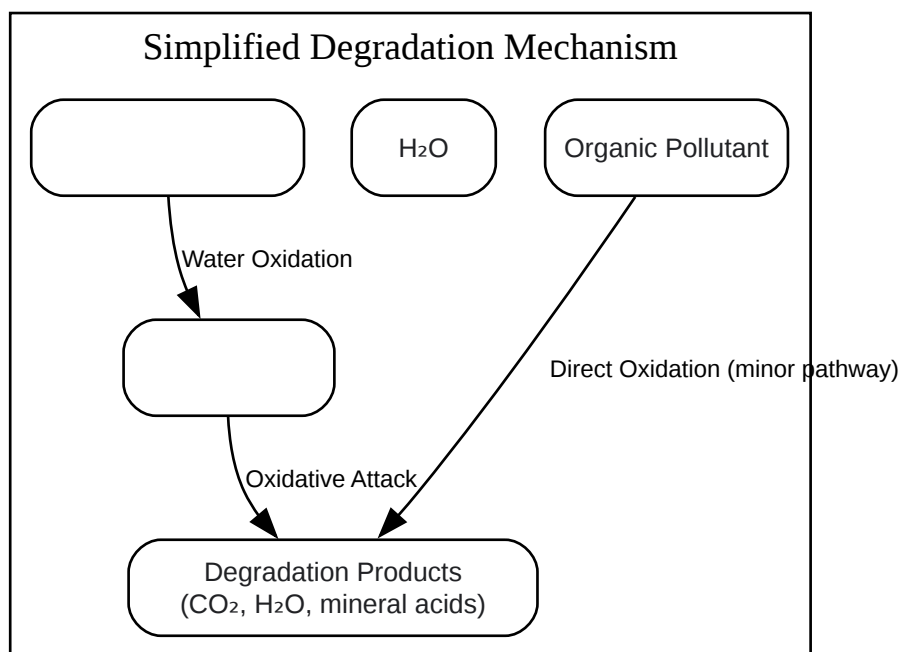 Simplified Degradation Mechanism
H₂O
Organic Pollutant
Water Oxidation
Direct Oxidation (minor pathway)
Oxidative Attack
Degradation Products
(CO₂, H₂O, mineral acids)